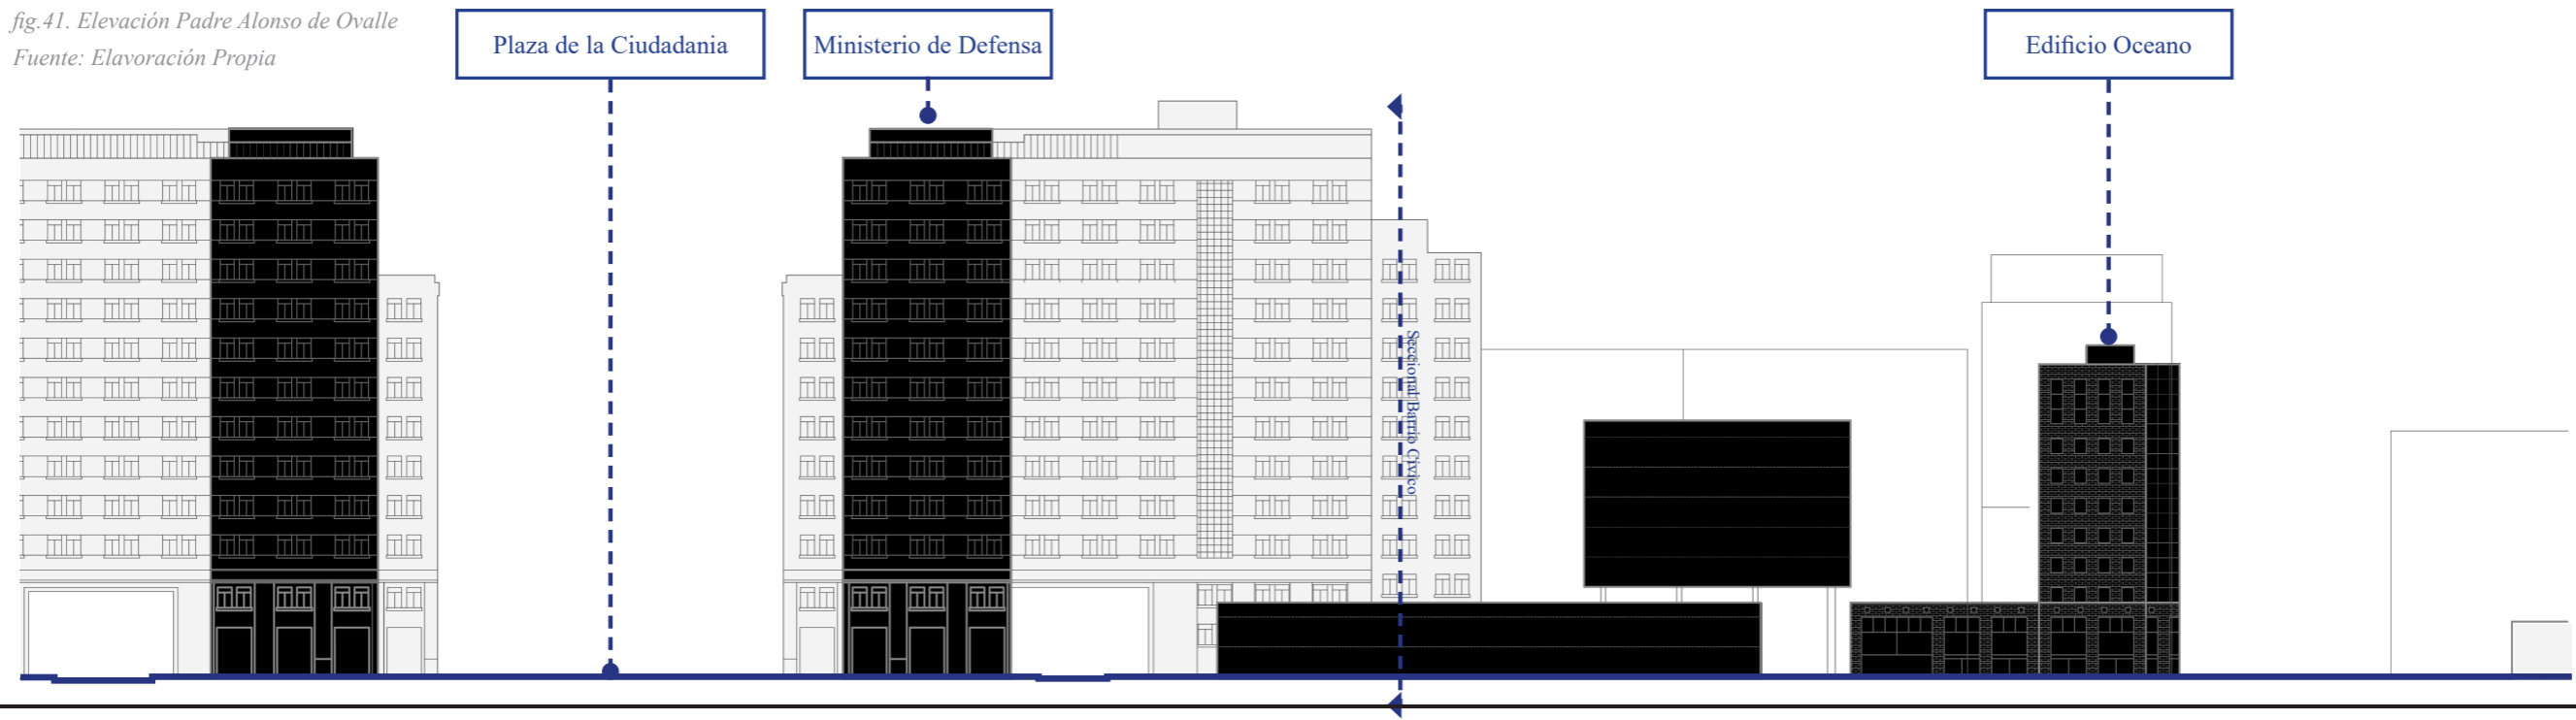 fig.41. Elevación Padre Alonso de Ovalle
Fuente: Elavoración Propia
Plaza de la Ciudadania
Ministerio de Defensa
Edificio Oceano
Seccional Barrio Cívico